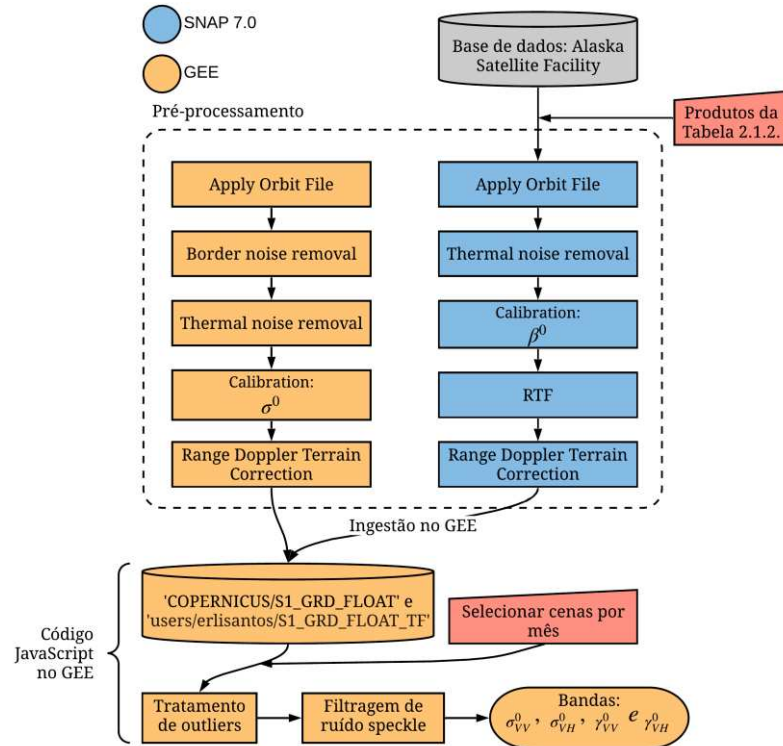 SNAP 7.0
GEE
Base de dados: Alaska
Satellite Facility
Produtos da
Tabela 2.1.2.
Pré-processamento
Apply Orbit File
Border noise removal
Thermal noise removal
Calibration:
σ⁰
Range Doppler Terrain
Correction
Apply Orbit File
Thermal noise removal
Calibration:
β⁰
RTF
Range Doppler Terrain
Correction
Ingestão no GEE
'COPERNICUS/S1_GRD_FLOAT' e
'users/erlisantos/S1_GRD_FLOAT_TF'
Selecionar cenas por
mês
Código
JavaScript
no GEE
Tratamento
de outliers
Filtragem de
ruído speckle
Bandas:
σ⁰VV , σ⁰VH , γ⁰VV e γ⁰VH